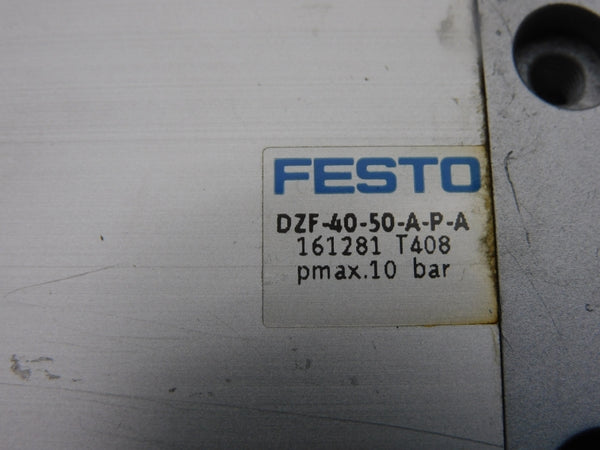 FESTO
DZF-40-50-A-P-A
161281 T408
pmax.10 bar